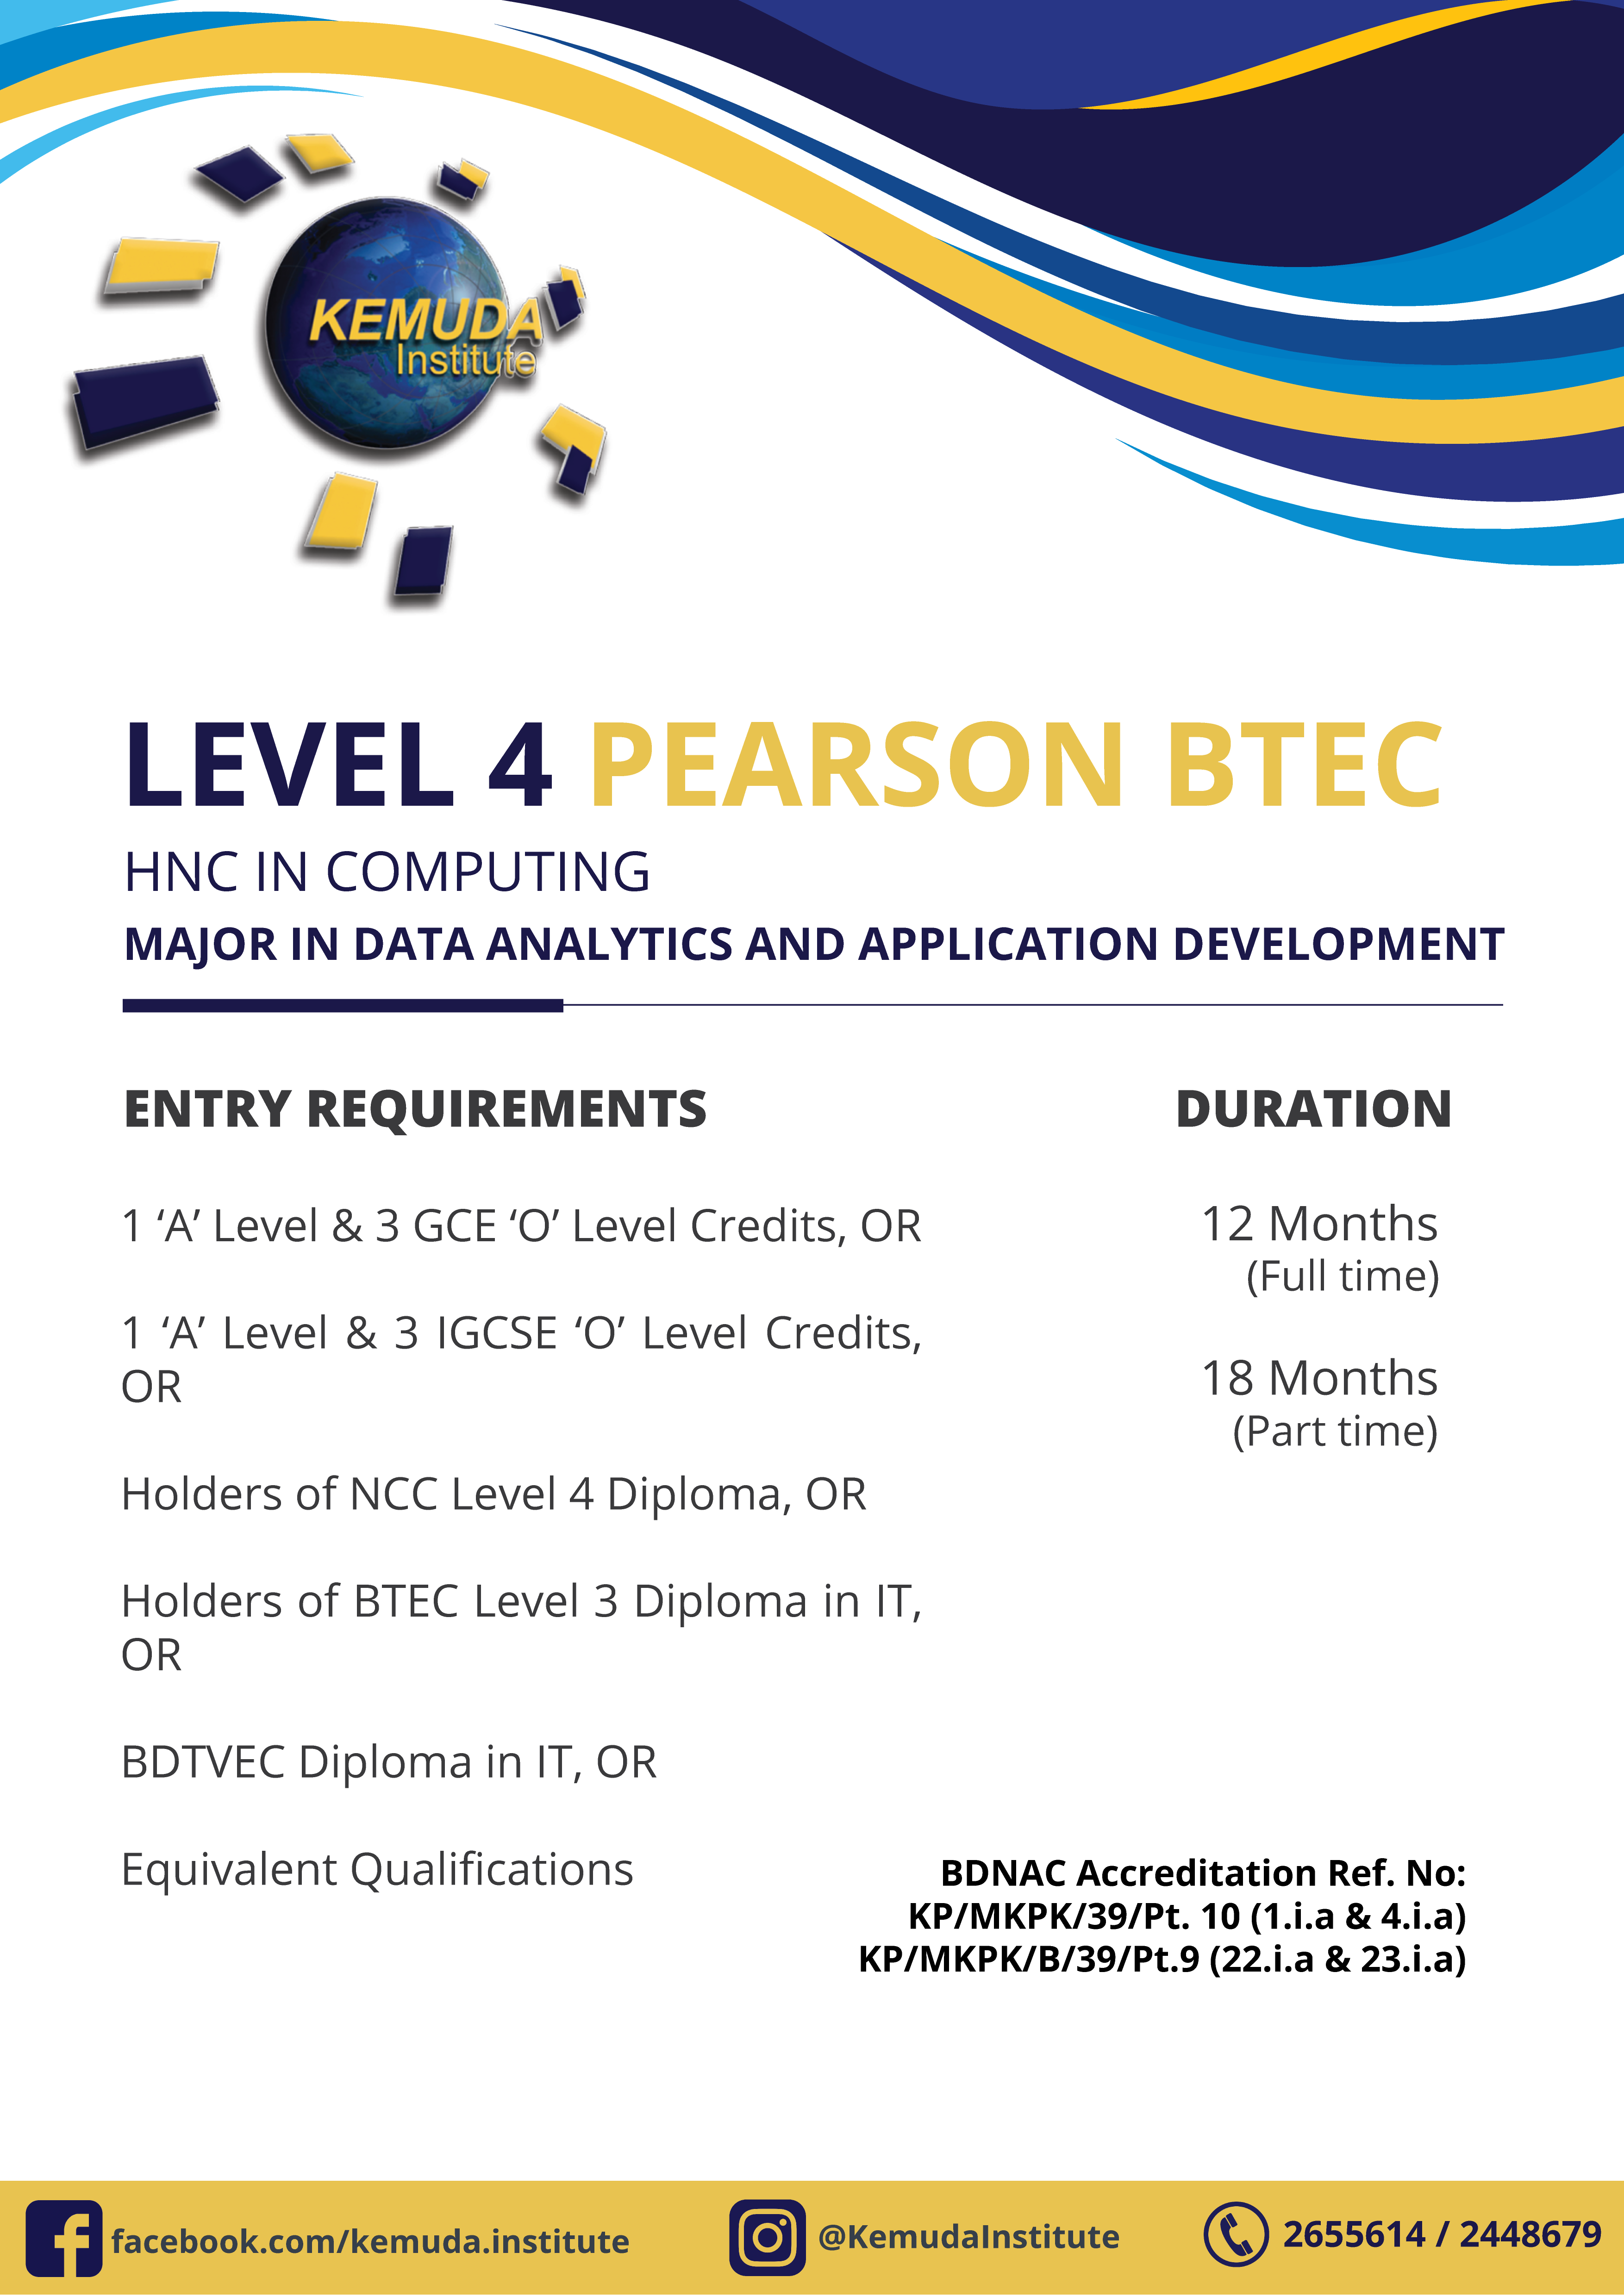 KEMUDA
Institute
LEVEL 4 PEARSON BTEC
HNC IN COMPUTING
MAJOR IN DATA ANALYTICS AND APPLICATION DEVELOPMENT
ENTRY REQUIREMENTS
1 ‘A’ Level & 3 GCE ‘O’ Level Credits, OR
1 ‘A’ Level & 3 IGCSE ‘O’ Level Credits,
OR
Holders of NCC Level 4 Diploma, OR
Holders of BTEC Level 3 Diploma in IT,
OR
BDTVEC Diploma in IT, OR
Equivalent Qualifications
DURATION
12 Months
(Full time)
18 Months
(Part time)
BDNAC Accreditation Ref. No:
KP/MKPK/39/Pt. 10 (1.i.a & 4.i.a)
KP/MKPK/B/39/Pt.9 (22.i.a & 23.i.a)
facebook.com/kemuda.institute
@KemudaInstitute
2655614 / 2448679